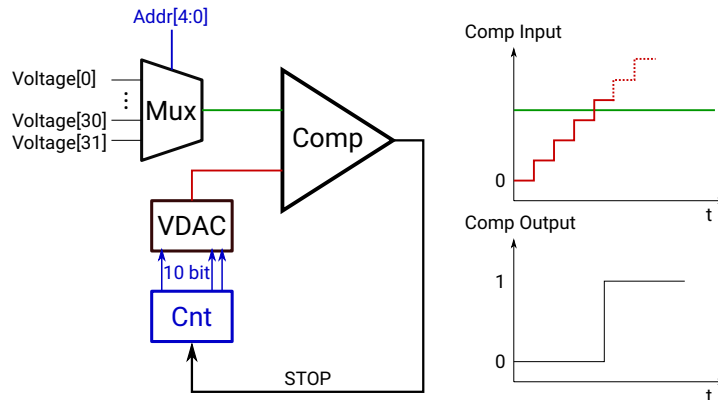 Addr[4:0]
Voltage[0]
Voltage[30]
Voltage[31]
Mux
Comp
VDAC
10 bit
Cnt
STOP
Comp Input
0
t
Comp Output
1
0
t